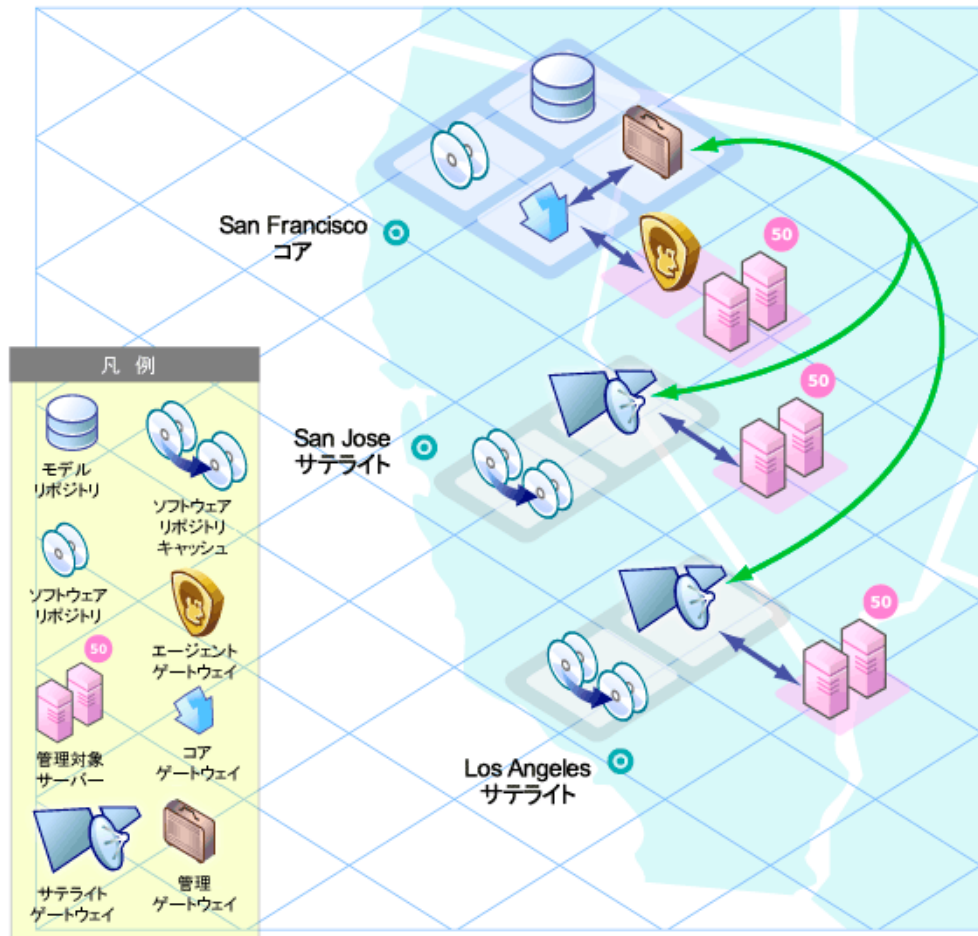 San Francisco
コア
50
San Jose
サテライト
50
Los Angeles
サテライト
50
凡 例
モデル
リポジトリ
ソフトウェア
リポジトリ
キャッシュ
ソフトウェア
リポジトリ
エージェント
ゲートウェイ
50
管理対象
サーバー
コア
ゲートウェイ
サテライト
ゲートウェイ
管理
ゲートウェイ